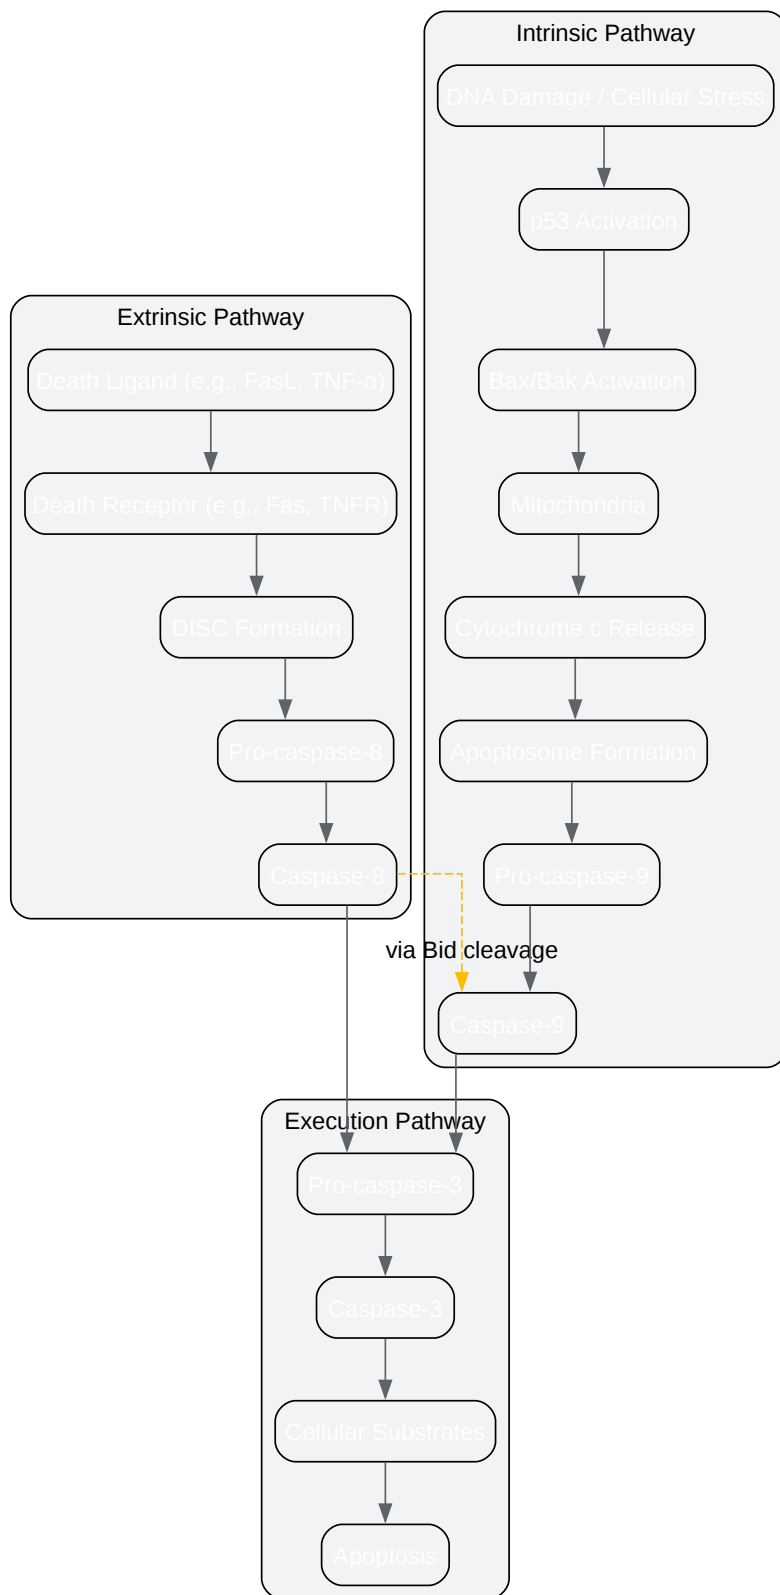 Intrinsic Pathway
DNA Damage / Cellular Stress
p53 Activation
Extrinsic Pathway
Death Ligand (e.g., FasL, TNF-α)
Bax/Bak Activation
Death Receptor (e.g., Fas, TNFR)
Mitochondria
DISC Formation
Cytochrome c Release
Pro-caspase-8
Apoptosome Formation
Caspase-8
Pro-caspase-9
via Bid cleavage
Caspase-9
Execution Pathway
Pro-caspase-3
Caspase-3
Cellular Substrates
Apoptosis